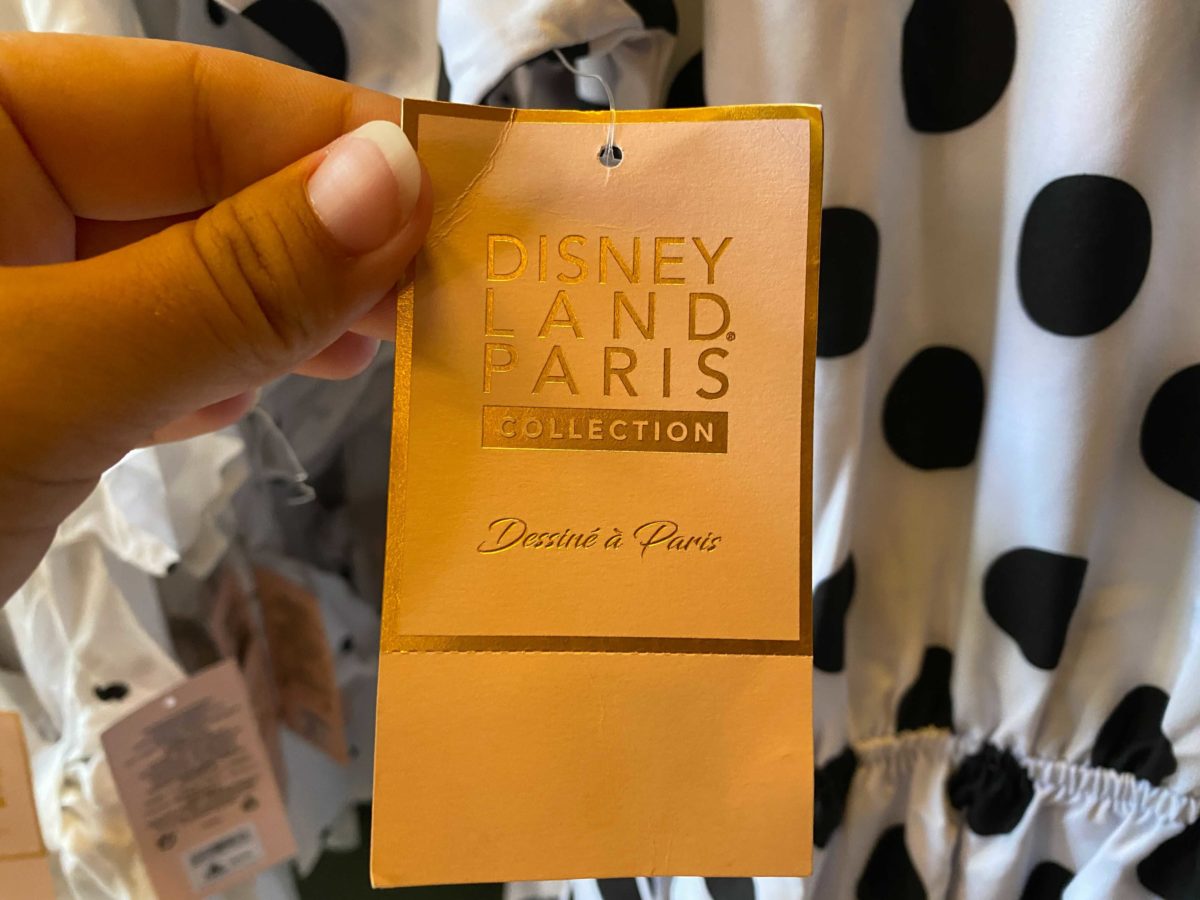 DISNEY
LAND®
PARIS
COLLECTION
Dessiné à Paris